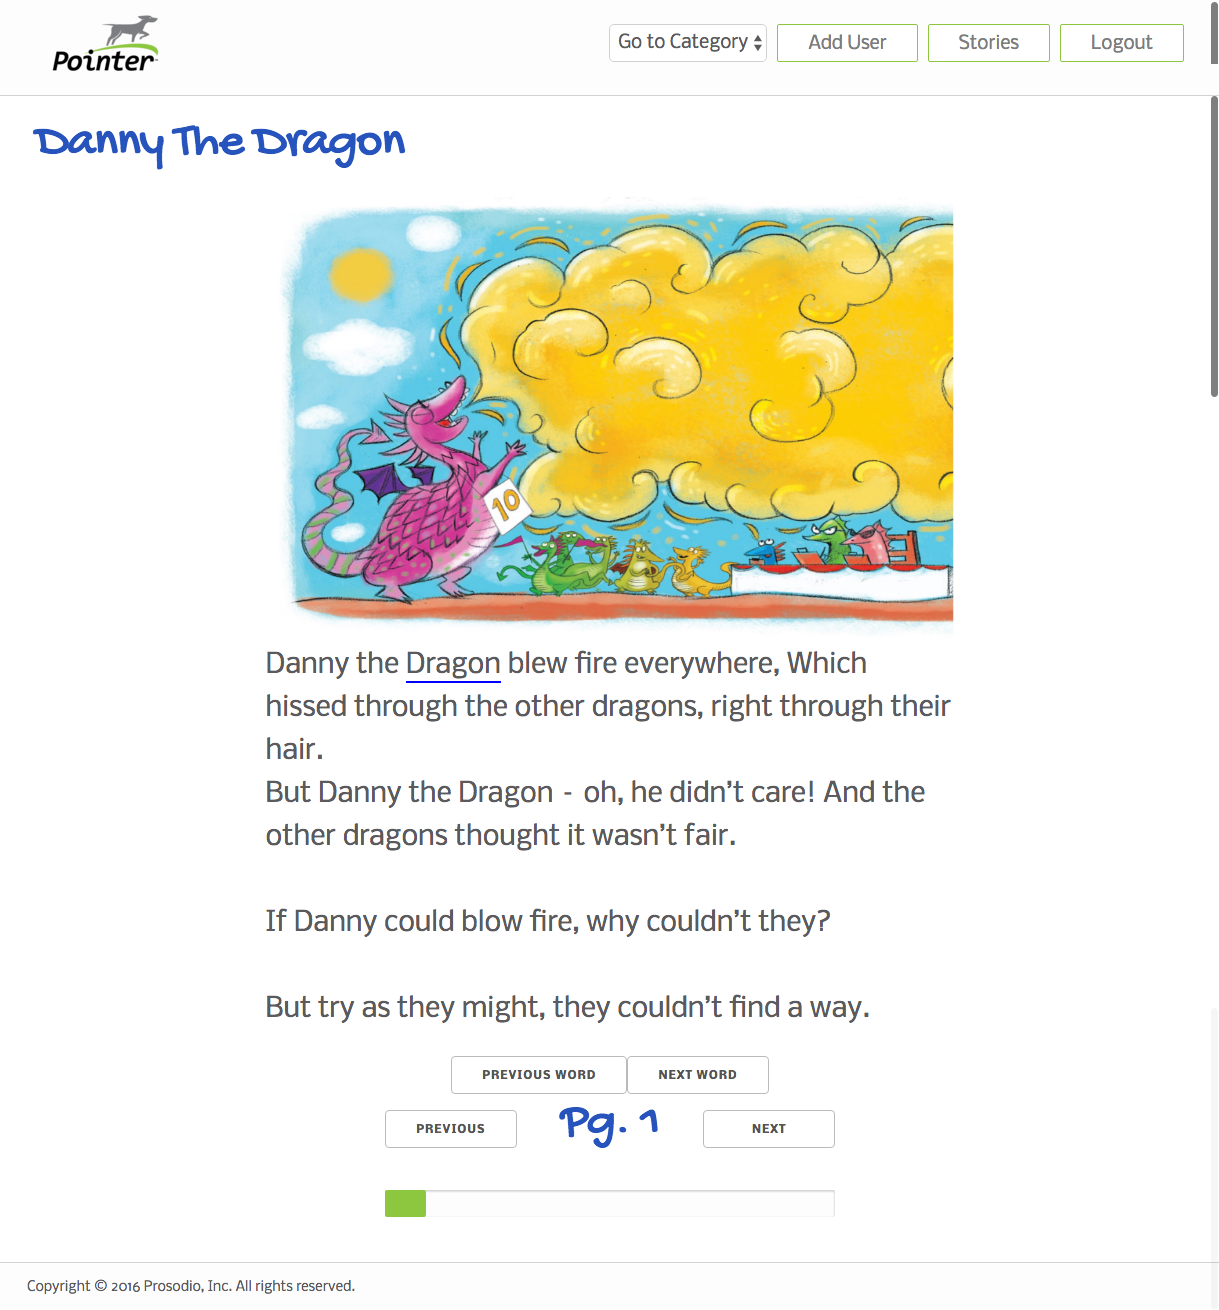 Pointer
Go to Category
Add User
Stories
Logout
Danny The Dragon
10
Danny the Dragon blew fire everywhere, Which
hissed through the other dragons, right through their
hair.
But Danny the Dragon - oh, he didn't care! And the
other dragons thought it wasn't fair.
If Danny could blow fire, why couldn't they?
But try as they might, they couldn't find a way.
PREVIOUS WORD
NEXT WORD
PREVIOUS
Pg. 1
NEXT
Copyright © 2016 Prosodio, Inc. All rights reserved.